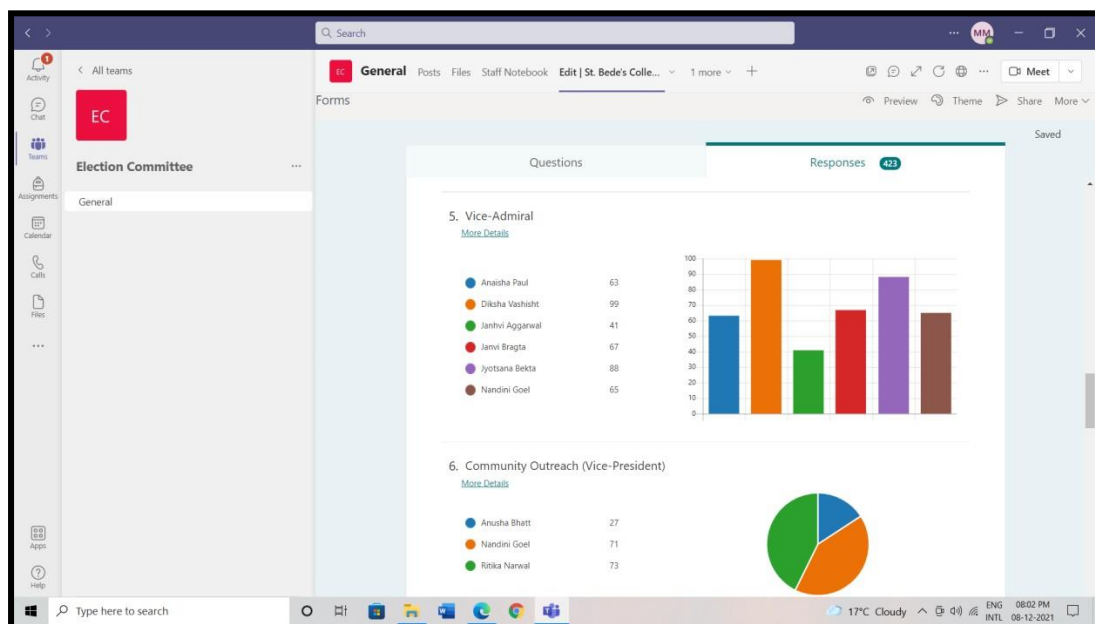 Search
MM
1
Activity
Chat
Teams
Assignments
Calendar
Calls
Files
Apps
Help
All teams
EC
Election Committee
General
EC General Posts Files Staff Notebook Edit | St. Bede's Colle... 1 more
Meet
Forms
Preview Theme Share More
Saved
Questions
Responses 423
5. Vice-Admiral
More Details
Anaisha Paul 63
Diksha Vashisht 99
Janhvi Aggarwal 41
Janvi Bragta 67
Jyotsana Bekta 88
Nandini Goel 65
100
90
80
70
60
50
40
30
20
10
0
6. Community Outreach (Vice-President)
More Details
Anusha Bhatt 27
Nandini Goel 71
Ritika Narwal 73
Type here to search
17°C Cloudy
ENG
INTL
08:02 PM
08-12-2021